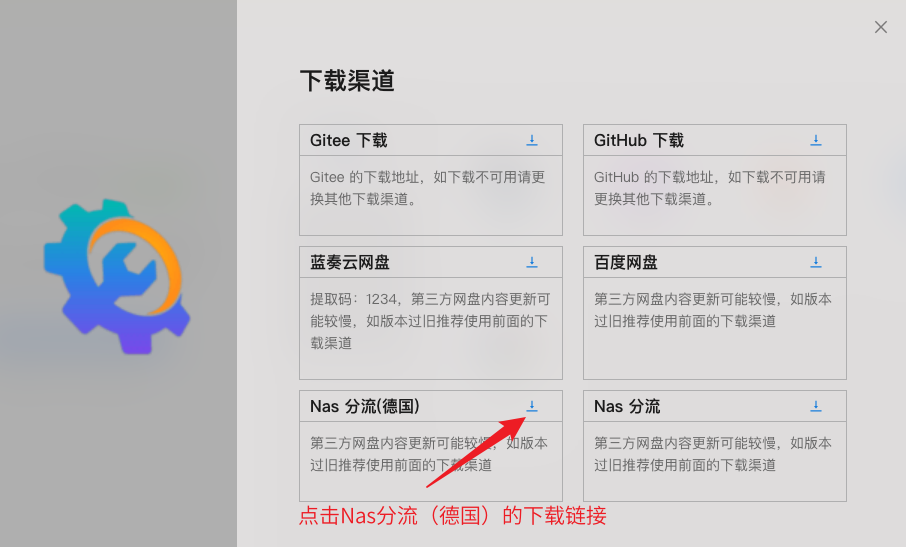 下载渠道
Gitee 下载
Gitee 的下载地址，如下载不可用请更
换其他下载渠道。
GitHub 下载
GitHub 的下载地址，如下载不可用请
更换其他下载渠道。
蓝奏云网盘
提取码：1234，第三方网盘内容更新可
能较慢，如版本过旧推荐使用前面的下
载渠道
百度网盘
第三方网盘内容更新可能较慢，如版本
过旧推荐使用前面的下载渠道
Nas 分流(德国)
第三方网盘内容更新可能较慢，如版本
过旧推荐使用前面的下载渠道
Nas 分流
第三方网盘内容更新可能较慢，如版本
过旧推荐使用前面的下载渠道
点击Nas分流（德国）的下载链接